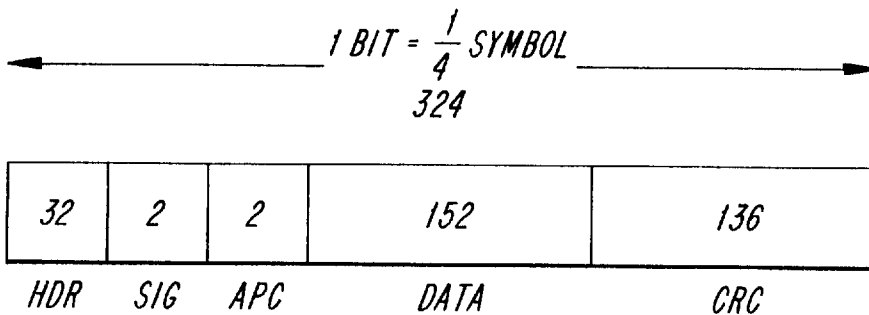 1 BIT = 1/4 SYMBOL
324
32 2 2 152 136
HDR SIG APC DATA CRC